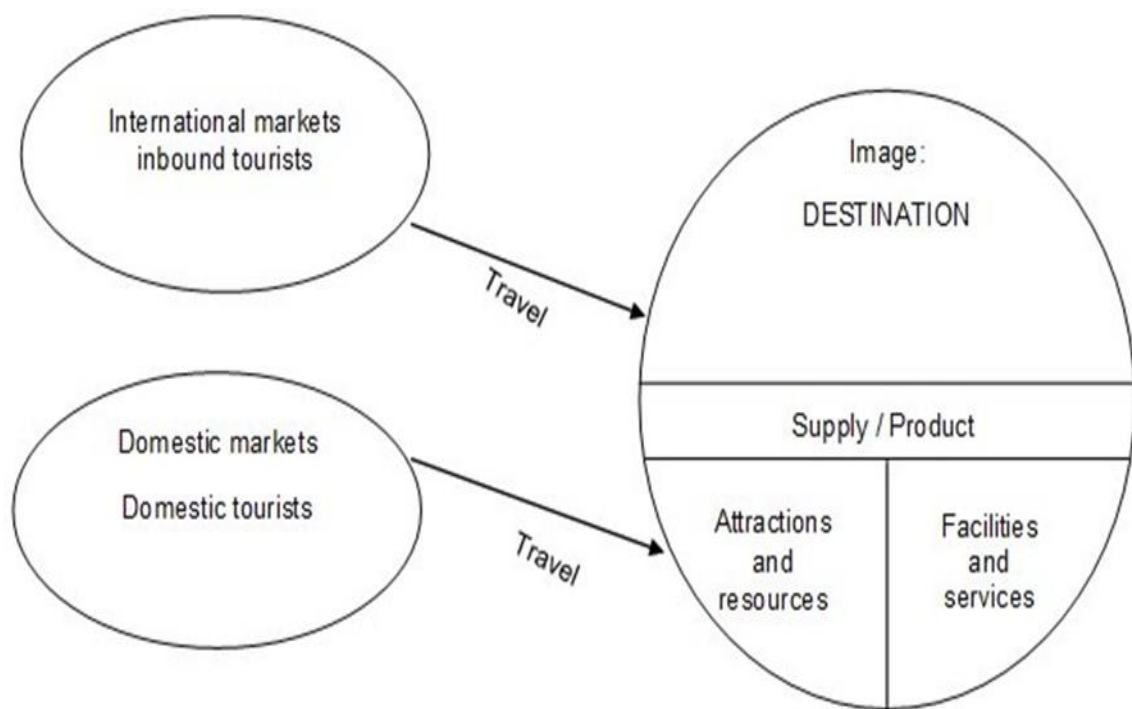 International markets
inbound tourists
Travel
Domestic markets
Domestic tourists
Travel
Image:
DESTINATION
Supply / Product
Attractions
and
resources
Facilities
and
services